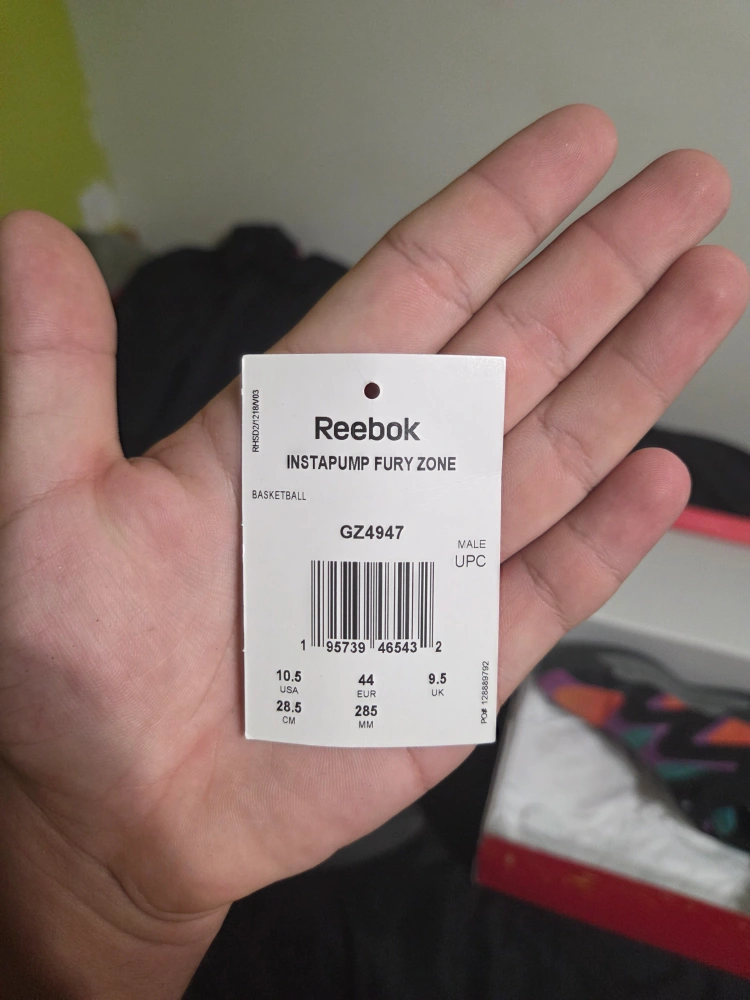 RHSD2/1218/V03
Reebok
INSTAPUMP FURY ZONE
BASKETBALL
GZ4947
MALE
UPC
1 95739 46543 2
10.5 44 9.5
USA EUR UK
28.5 285
CM MM
PO# 128889792